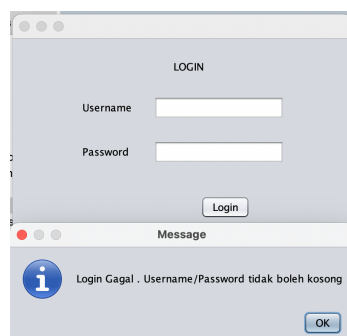 LOGIN
Username
Password
Login
Message
Login Gagal . Username/Password tidak boleh kosong
OK